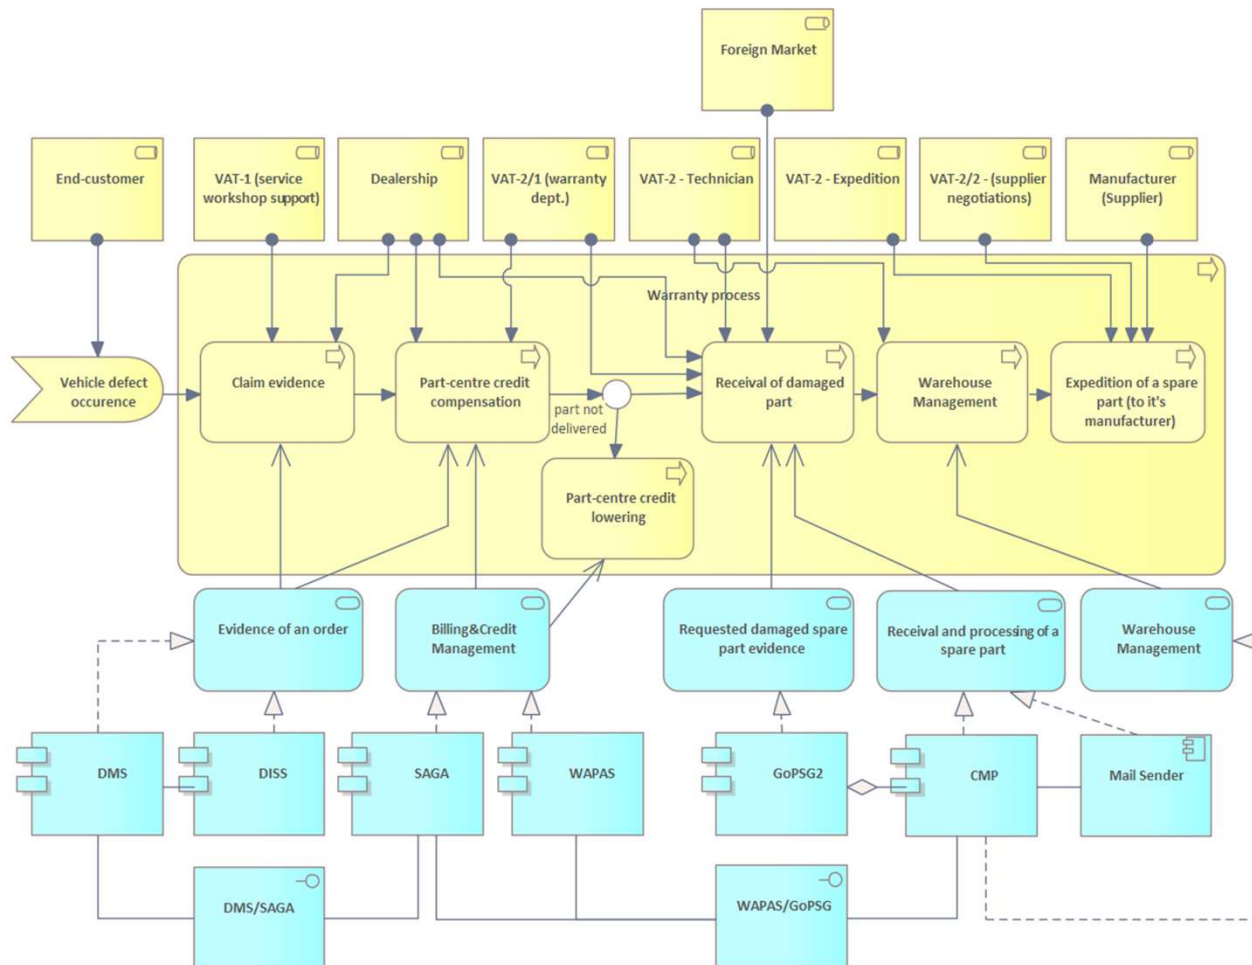 Foreign Market
End-customer
VAT-1 (service
workshop support)
Dealership
VAT-2/1 (warranty
dept.)
VAT-2 - Technician
VAT-2 - Expedition
VAT-2/2 - (supplier
negotiations)
Manufacturer
(Supplier)
Warranty process
Vehicle defect
occurence
Claim evidence
Part-centre credit
compensation
part not
delivered
Receival of damaged
part
Warehouse
Management
Expedition of a spare
part (to it's
manufacturer)
Part-centre credit
lowering
Evidence of an order
Billing&Credit
Management
Requested damaged spare
part evidence
Receival and processing of a
spare part
Warehouse
Management
DMS
DISS
SAGA
WAPAS
GoPSG2
CMP
Mail Sender
DMS/SAGA
WAPAS/GoPSG